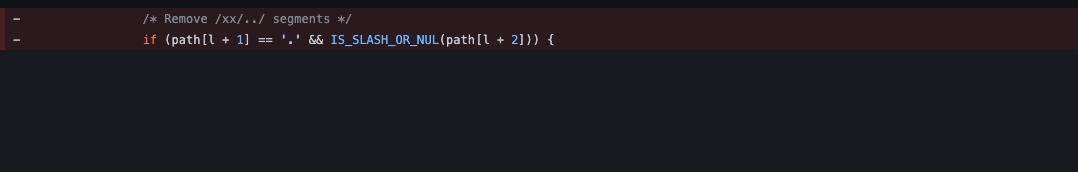 - /* Remove /xx/../ segments */
- if (path[l + 1] == '.' && IS_SLASH_OR_NUL(path[l + 2])) {